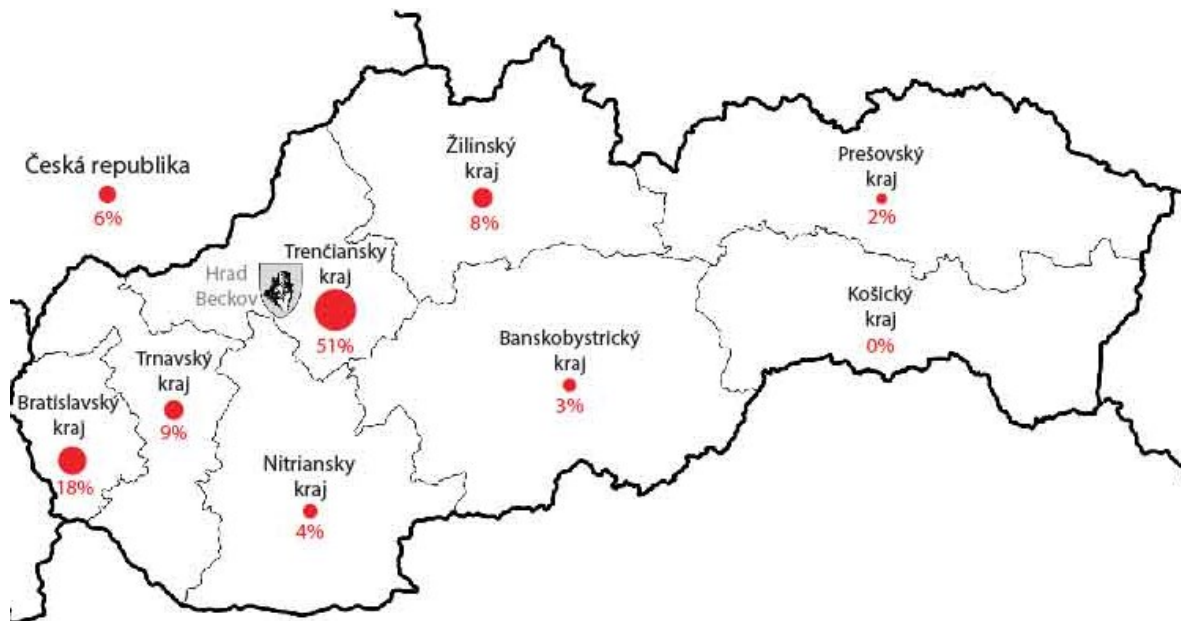 Žilinský
kraj
8%
Prešovský
kraj
2%
Česká republika
6%
Trenčiansky
kraj
51%
Hrad
Beckov
Košický
kraj
0%
Banskobystrický
kraj
3%
Trnavský
kraj
9%
Bratislavský
kraj
18%
Nitriansky
kraj
4%